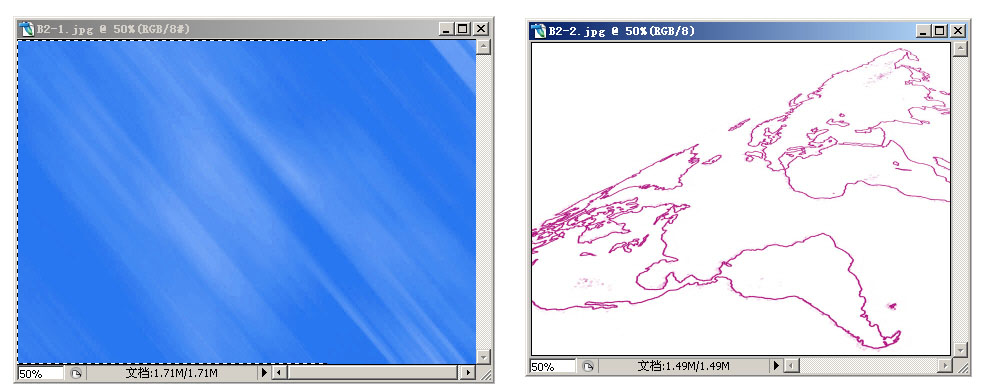 B2-1.jpg @ 50%(RGB/8#)
B2-2.jpg @ 50%(RGB/8)
50%
文档:1.71M/1.71M
50%
文档:1.49M/1.49M